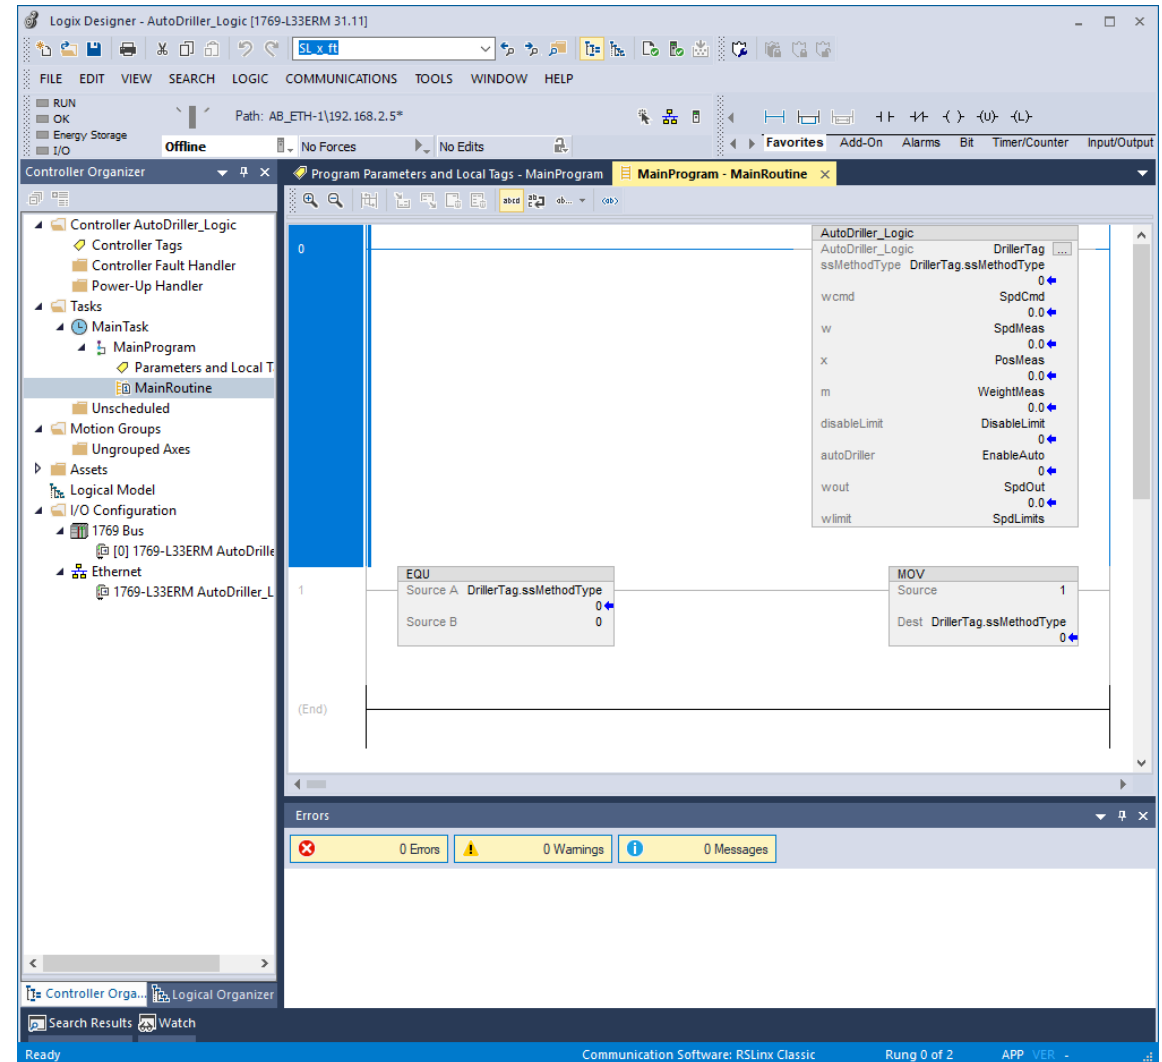 Logix Designer - AutoDriller_Logic [1769-L33ERM 31.11]
SL_x_ft
FILE EDIT VIEW SEARCH LOGIC COMMUNICATIONS TOOLS WINDOW HELP
RUN
OK
Energy Storage
I/O
Path: AB_ETH-1\192.168.2.5*
Offline
No Forces
No Edits
Favorites Add-On Alarms Bit Timer/Counter Input/Output
Controller Organizer
Controller AutoDriller_Logic
Controller Tags
Controller Fault Handler
Power-Up Handler
Tasks
MainTask
MainProgram
Parameters and Local T
MainRoutine
Unscheduled
Motion Groups
Ungrouped Axes
Assets
Logical Model
I/O Configuration
1769 Bus
[0] 1769-L33ERM AutoDrille
Ethernet
1769-L33ERM AutoDriller_L
Controller Orga... Logical Organizer
Program Parameters and Local Tags - MainProgram
MainProgram - MainRoutine
0
AutoDriller_Logic
AutoDriller_Logic DrillerTag ...
ssMethodType DrillerTag.ssMethodType
0
wcmd SpdCmd
0.0
w SpdMeas
0.0
x PosMeas
0.0
m WeightMeas
0.0
disableLimit DisableLimit
0
autoDriller EnableAuto
0
wout SpdOut
0.0
wlimit SpdLimits
1
EQU
Source A DrillerTag.ssMethodType
0
Source B 0
MOV
Source 1
Dest DrillerTag.ssMethodType
0
(End)
Errors
0 Errors
0 Warnings
0 Messages
Search Results Watch
Ready
Communication Software: RSLinx Classic
Rung 0 of 2
APP VER -